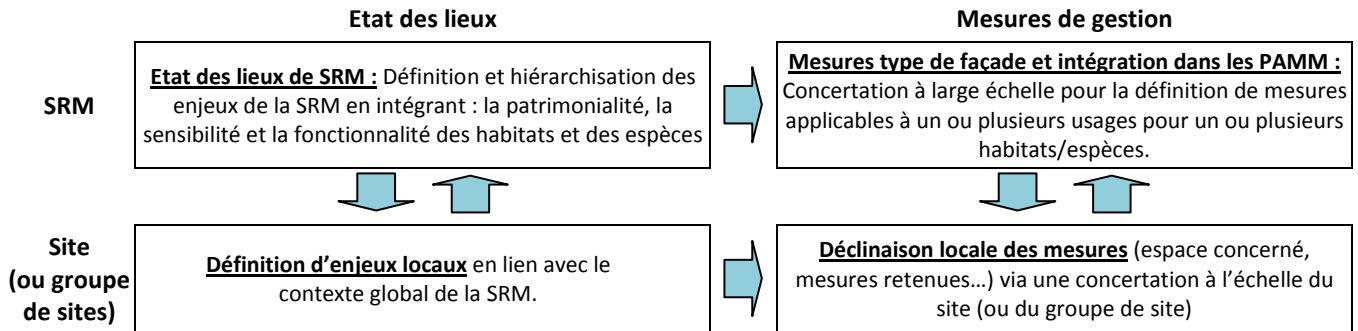 Etat des lieux
Mesures de gestion
SRM
Etat des lieux de SRM : Définition et hiérarchisation des
enjeux de la SRM en intégrant : la patrimonialité, la
sensibilité et la fonctionnalité des habitats et des espèces
Mesures type de façade et intégration dans les PAMM :
Concertation à large échelle pour la définition de mesures
applicables à un ou plusieurs usages pour un ou plusieurs
habitats/espèces.
Site
(ou groupe
de sites)
Définition d’enjeux locaux en lien avec le
contexte global de la SRM.
Déclinaison locale des mesures (espace concerné,
mesures retenues…) via une concertation à l’échelle du
site (ou du groupe de site)